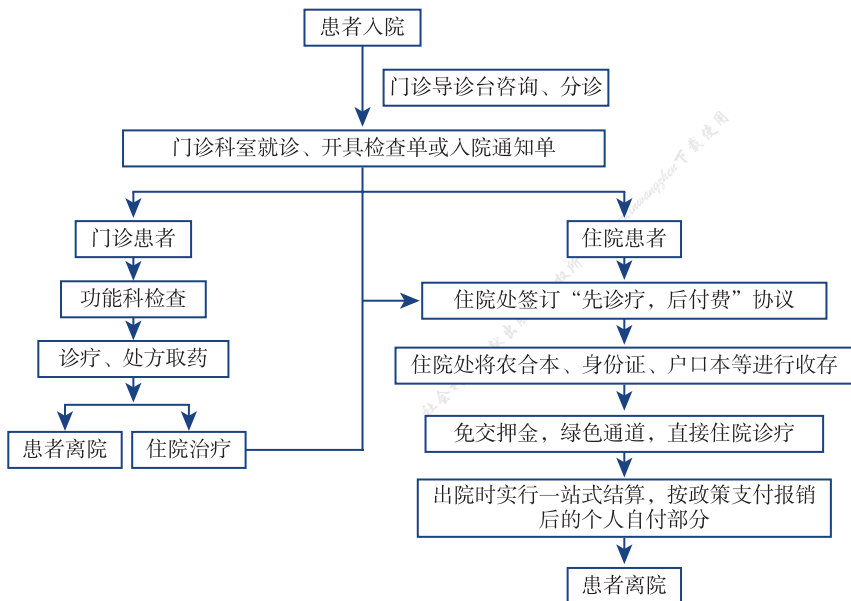 患者入院
门诊导诊台咨询、分诊
门诊科室就诊、开具检查单或入院通知单
门诊患者
住院患者
功能科检查
住院处签订“先诊疗，后付费”协议
诊疗、处方取药
住院处将农合本、身份证、户口本等进行收存
患者离院
住院治疗
免交押金，绿色通道，直接住院诊疗
出院时实行一站式结算，按政策支付报销
后的个人自付部分
患者离院
下载使用